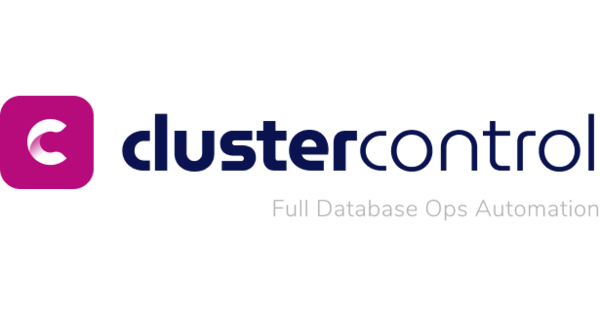 c clustercontrol
Full Database Ops Automation